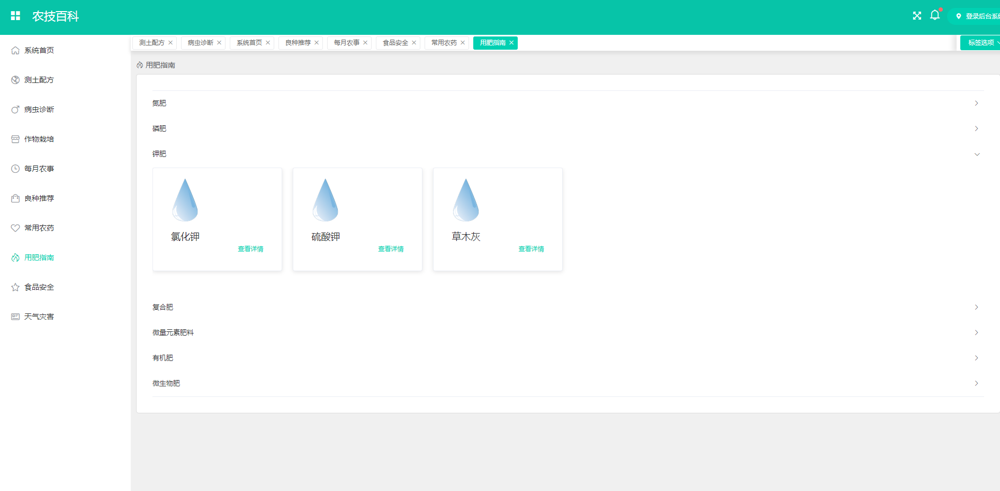 农技百科
登录后台系统
系统首页
测土配方
病虫诊断
作物栽培
每月农事
良种推荐
常用农药
用肥指南
食品安全
天气灾害
测土配方 病虫诊断 系统首页 良种推荐 每月农事 食品安全 常用农药 用肥指南 标签选项
用肥指南
氮肥
磷肥
钾肥
氯化钾 硫酸钾 草木灰
查看详情 查看详情 查看详情
复合肥
微量元素肥料
有机肥
微生物肥